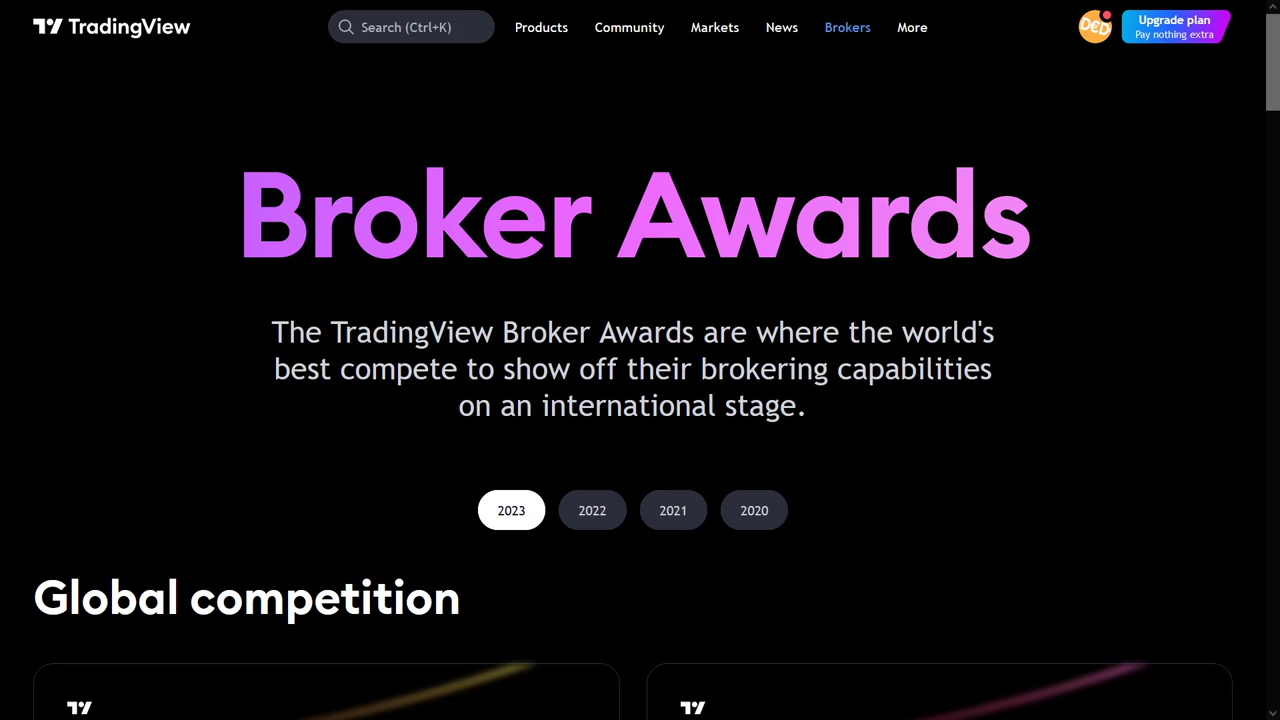 TradingView
Search (Ctrl+K)
Products
Community
Markets
News
Brokers
More
DED
Upgrade plan
Pay nothing extra
Broker Awards
The TradingView Broker Awards are where the world's
best compete to show off their brokering capabilities
on an international stage.
2023
2022
2021
2020
Global competition